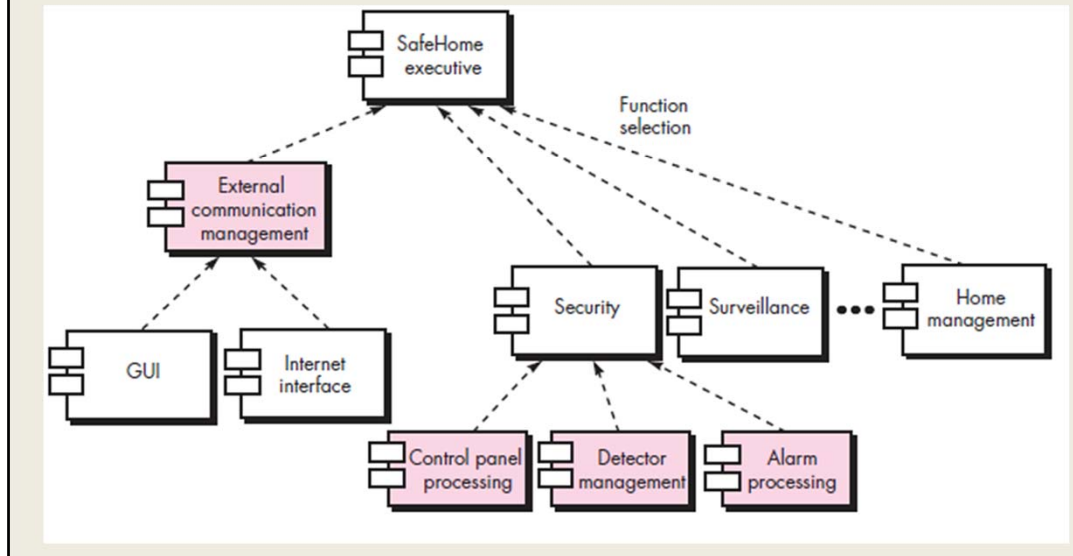 SafeHome
executive
Function
selection
External
communication
management
Security
Surveillance
Home
management
GUI
Internet
interface
Control panel
processing
Detector
management
Alarm
processing